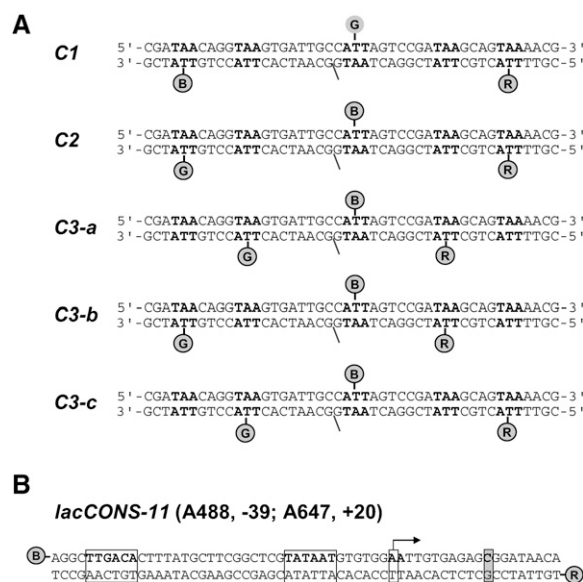 A
G
C1 5'-CGATAACAGGTAAGTGATTGCCATTAGTCCGATAAGCAGTAAAACG-3'
3'-GCTATTGTCCATTCACTAACGGTAATCAGGCTATTCGTCATTTTGC-5'
B R
B
C2 5'-CGATAACAGGTAAGTGATTGCCATTAGTCCGATAAGCAGTAAAACG-3'
3'-GCTATTGTCCATTCACTAACGGTAATCAGGCTATTCGTCATTTTGC-5'
G R
B
C3-a 5'-CGATAACAGGTAAGTGATTGCCATTAGTCCGATAAGCAGTAAAACG-3'
3'-GCTATTGTCCATTCACTAACGGTAATCAGGCTATTCGTCATTTTGC-5'
G R
B
C3-b 5'-CGATAACAGGTAAGTGATTGCCATTAGTCCGATAAGCAGTAAAACG-3'
3'-GCTATTGTCCATTCACTAACGGTAATCAGGCTATTCGTCATTTTGC-5'
G R
B
C3-c 5'-CGATAACAGGTAAGTGATTGCCATTAGTCCGATAAGCAGTAAAACG-3'
3'-GCTATTGTCCATTCACTAACGGTAATCAGGCTATTCGTCATTTTGC-5'
G R
B
lacCONS-11 (A488, -39; A647, +20)
B AGGCTTGACACTTTATGCTTCGGCTCGTATAATGTGTGGAATTGTGAGAGCGGATAACA
TCCGAACTGTGAAATACGAAGCCGAGCATATTACACACCTTAACACTCTCGCCTATTGT R